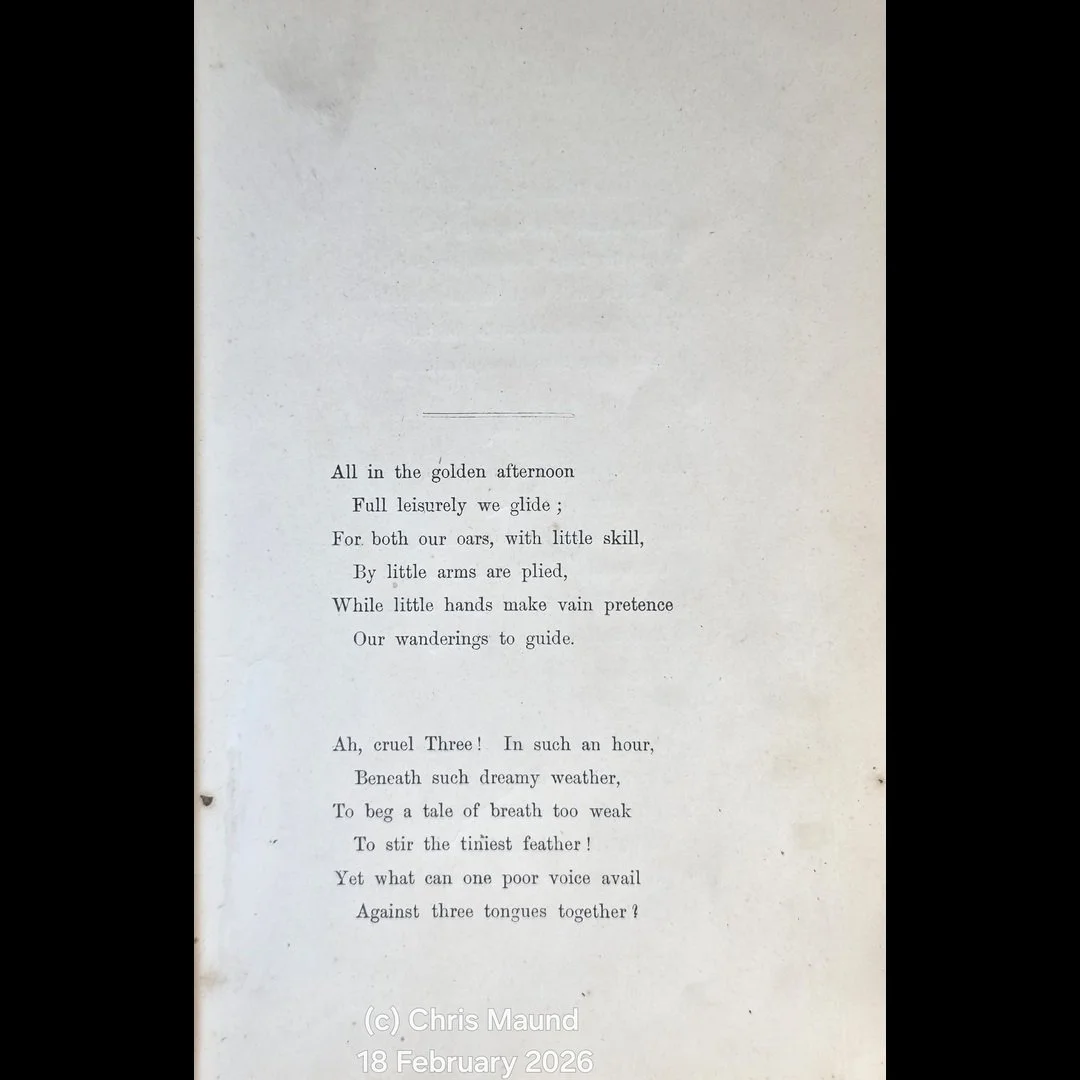 All in the golden afternoon
Full leisurely we glide ;
For both our oars, with little skill,
By little arms are plied,
While little hands make vain pretence
Our wanderings to guide.
Ah, cruel Three ! In such an hour,
Beneath such dreamy weather,
To beg a tale of breath too weak
To stir the tiniest feather !
Yet what can one poor voice avail
Against three tongues together ?
(c) Chris Maund
18 February 2026